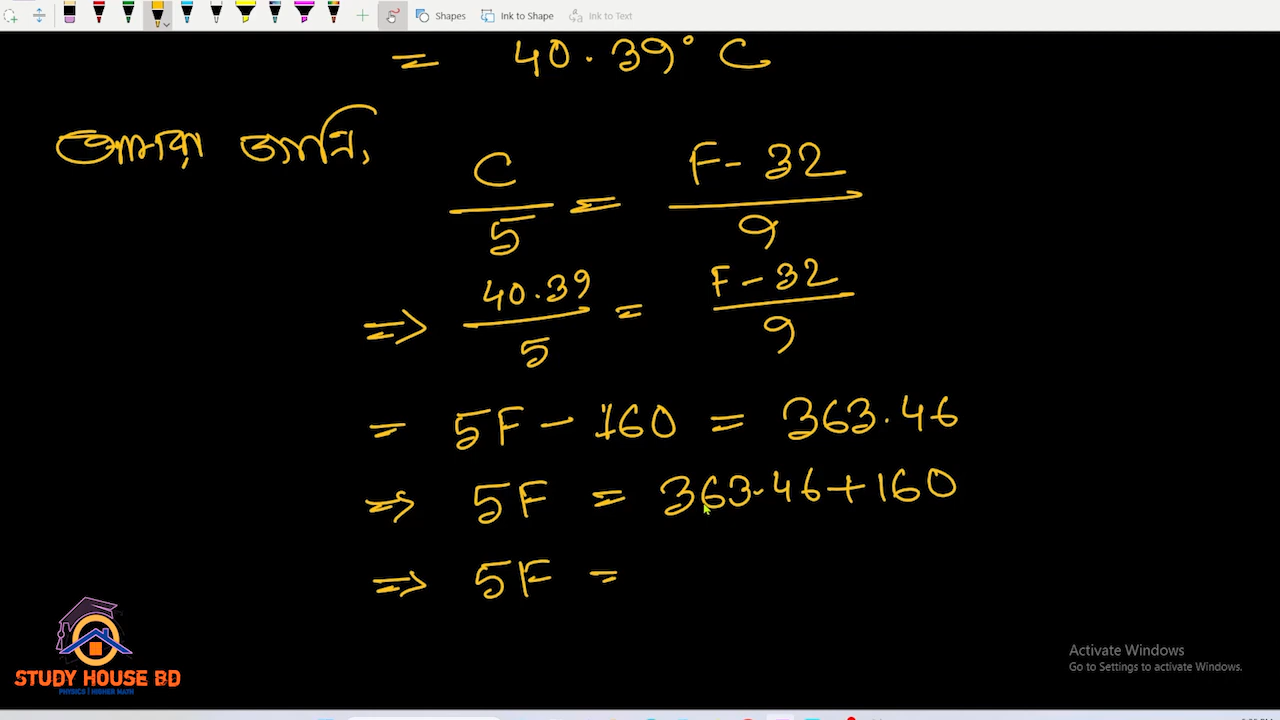 Shapes Ink to Shape Ink to Text
= 40.39° C
আমরা জানি,
C/5 = F - 32/9
⇒ 40.39/5 = F - 32/9
= 5F - 160 = 363.46
⇒ 5F = 363.46 + 160
⇒ 5F =
STUDY HOUSE BD
PHYSICS | HIGHER MATH
Activate Windows
Go to Settings to activate Windows.